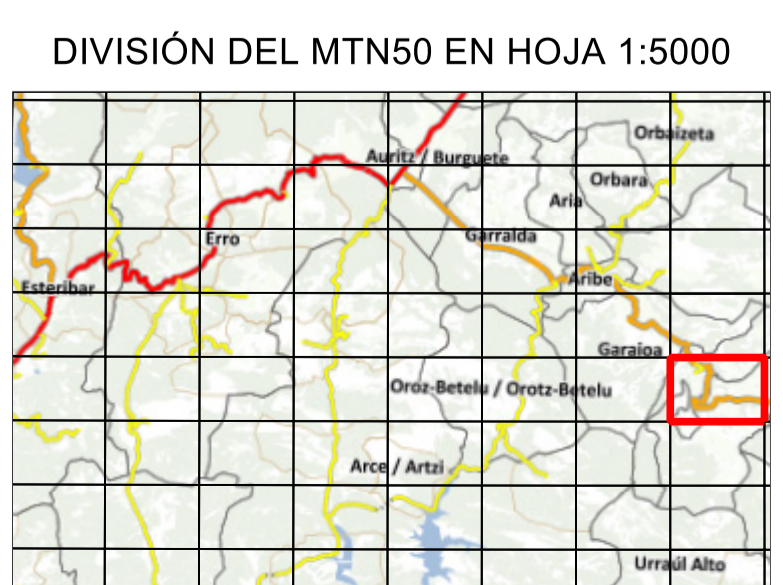 DIVISIÓN DEL MTN50 EN HOJA 1:5000
Orbaizeta
Auritz / Burguete
Orbara
Aria
Erro
Garralda
Esteribar
Aribe
Garaioa
Oroz-Betelu / Orotz-Betelu
Arce / Artzi
Urraúl Alto